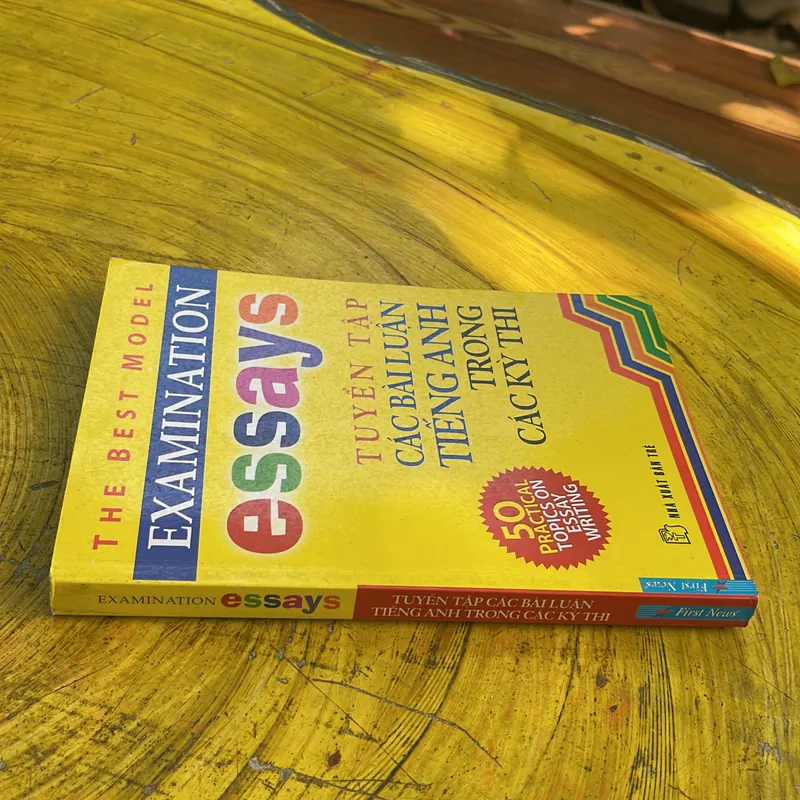 THE BEST MODEL
EXAMINATION
essays
TUYỂN TẬP
CÁC BÀI LUẬN
TIẾNG ANH
TRONG
CÁC KỲ THI
50
PRACTICAL
TOPICS ON
ESSAY
WRITING
NHÀ XUẤT BẢN TRẺ
First News
EXAMINATION essays
TUYỂN TẬP CÁC BÀI LUẬN
TIẾNG ANH TRONG CÁC KỲ THI
First News